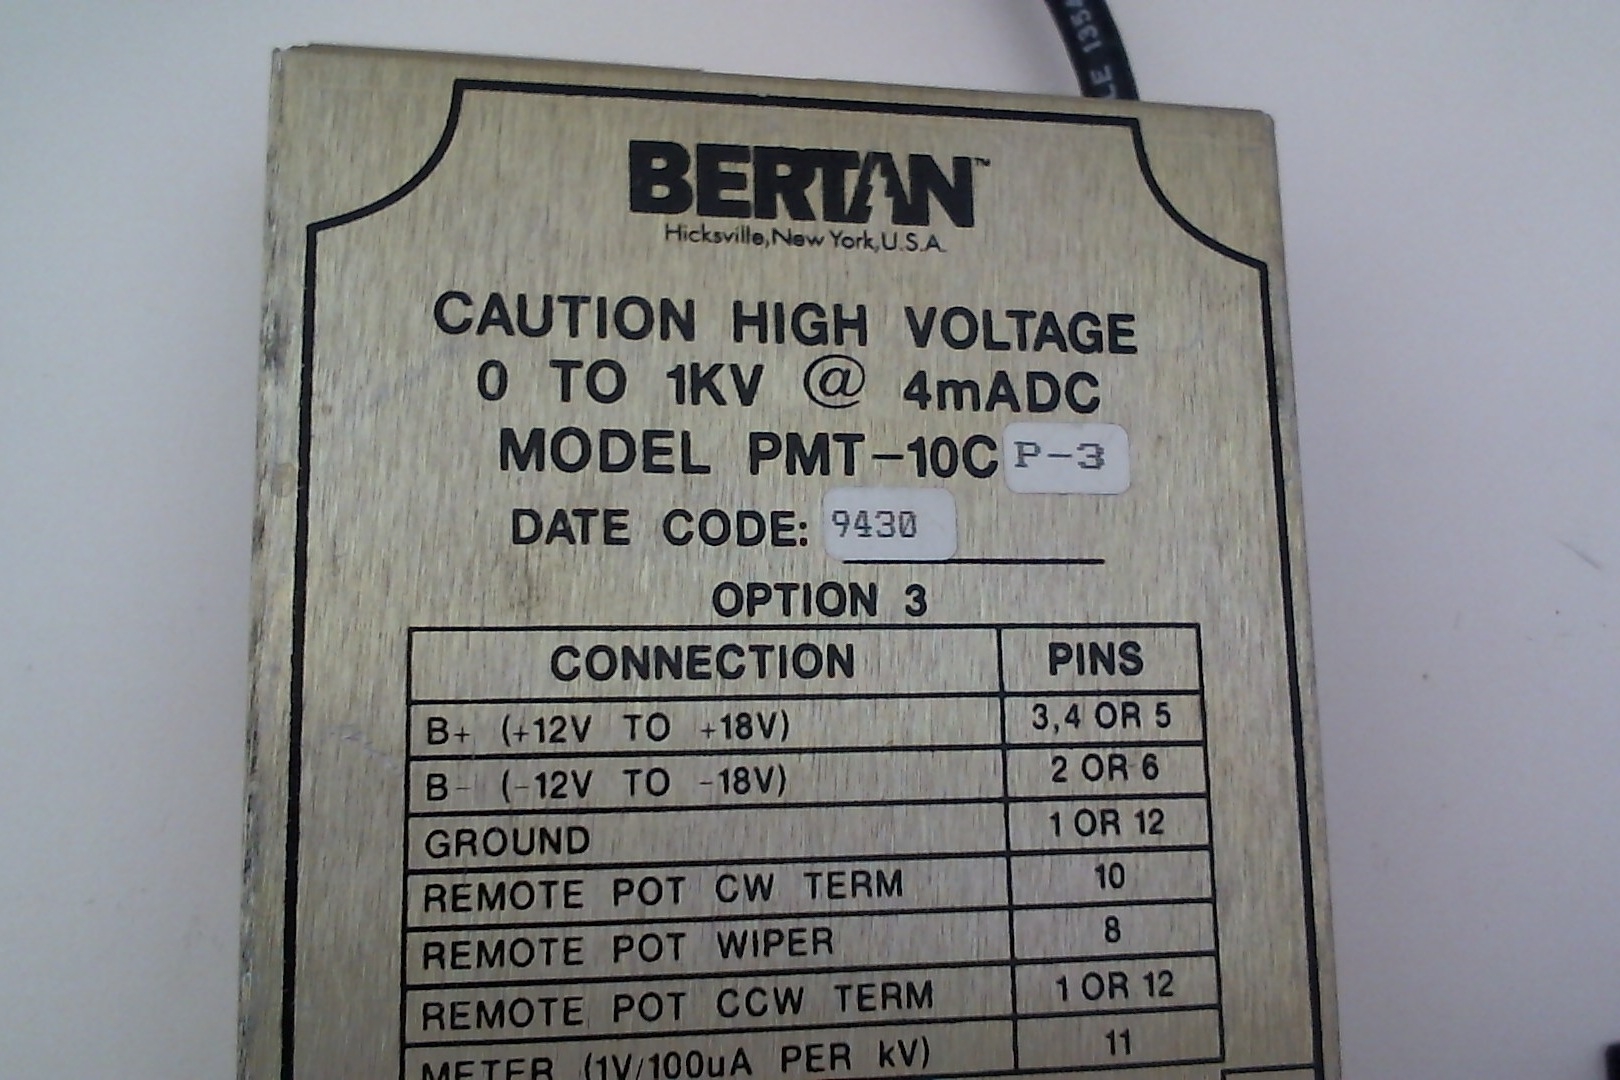 LE 1354
BERTAN™
Hicksville, New York, U.S.A.
CAUTION HIGH VOLTAGE
0 TO 1KV @ 4mADC
MODEL PMT-10C P-3
DATE CODE: 9430
OPTION 3
CONNECTION PINS
B+ (+12V TO +18V) 3,4 OR 5
B- (-12V TO -18V) 2 OR 6
GROUND 1 OR 12
REMOTE POT CW TERM 10
REMOTE POT WIPER 8
REMOTE POT CCW TERM 1 OR 12
METER (1V/100uA PER kV) 11